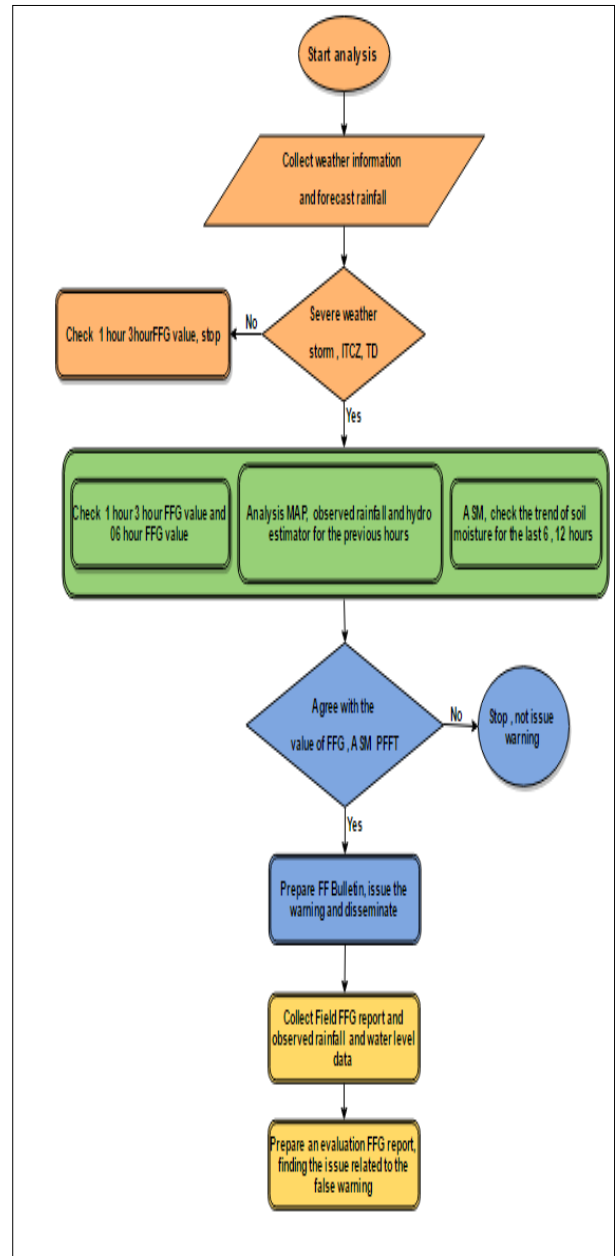 Start analysis
Collect weather information
and forecast rainfall
Severe weather
storm , ITCZ, TD
No
Check 1 hour 3hourFFG value, stop
Yes
Check 1 hour 3 hour FFG value and
06 hour FFG value
Analysis MAP, observed rainfall and hydro
estimator for the previous hours
ASM, check the trend of soil
moisture for the last 6 , 12 hours
Agree with the
value of FFG , ASM PFFT
No
Stop , not issue
warning
Yes
Prepare FF Bulletin, issue the
warning and disseminate
Collect Field FFG report and
observed rainfall and water level
data
Prepare an evaluation FFG report,
finding the issue related to the
false warning